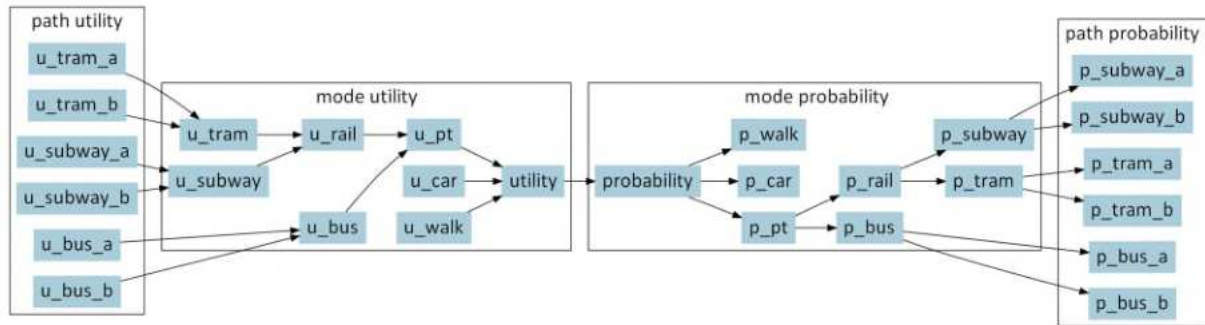 path utility
u_tram_a
u_tram_b
u_subway_a
u_subway_b
u_bus_a
u_bus_b
mode utility
u_tram
u_rail
u_pt
u_subway
u_car
utility
u_bus
u_walk
mode probability
p_walk
p_subway
probability
p_car
p_rail
p_tram
p_pt
p_bus
path probability
p_subway_a
p_subway_b
p_tram_a
p_tram_b
p_bus_a
p_bus_b